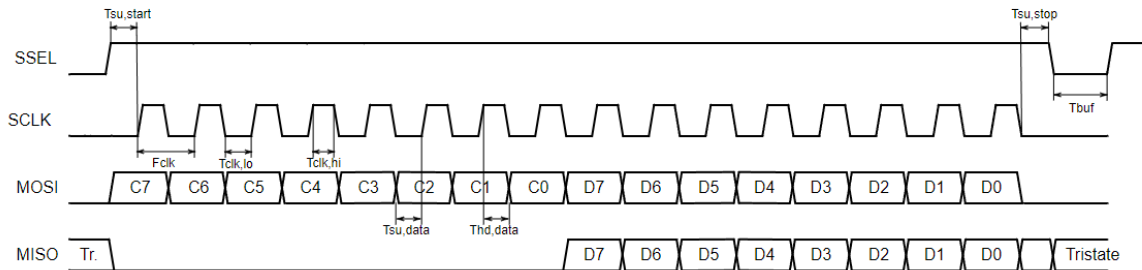 Tsu,start Tsu,stop
SSEL
SCLK Tbuf
Fclk Tclk,lo Tclk,hi
MOSI C7 C6 C5 C4 C3 C2 C1 C0 D7 D6 D5 D4 D3 D2 D1 D0
Tsu,data Thd,data
MISO Tr. D7 D6 D5 D4 D3 D2 D1 D0 Tristate